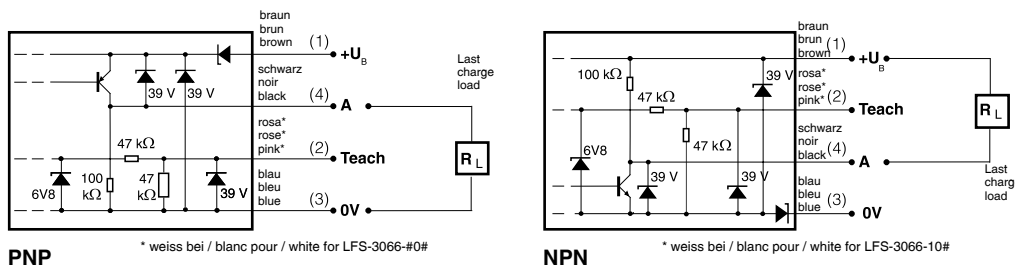 braun
brun
brown (1) +UB
schwarz
noir
black (4) A
rosa*
rose*
pink* (2) Teach
blau
bleu
blue (3) 0V
39 V 39 V
47 kΩ
6V8
100 kΩ
47 kΩ
39 V
Last
charge
load
RL
* weiss bei / blanc pour / white for LFS-3066-#0#
PNP
braun
brun
brown (1) +UB
rosa*
rose*
pink* (2) Teach
schwarz
noir
black (4) A
blau
bleu
blue (3) 0V
100 kΩ
39 V
47 kΩ
47 kΩ
6V8
39 V
39 V
RL
Last
charg
load
* weiss bei / blanc pour / white for LFS-3066-10#
NPN